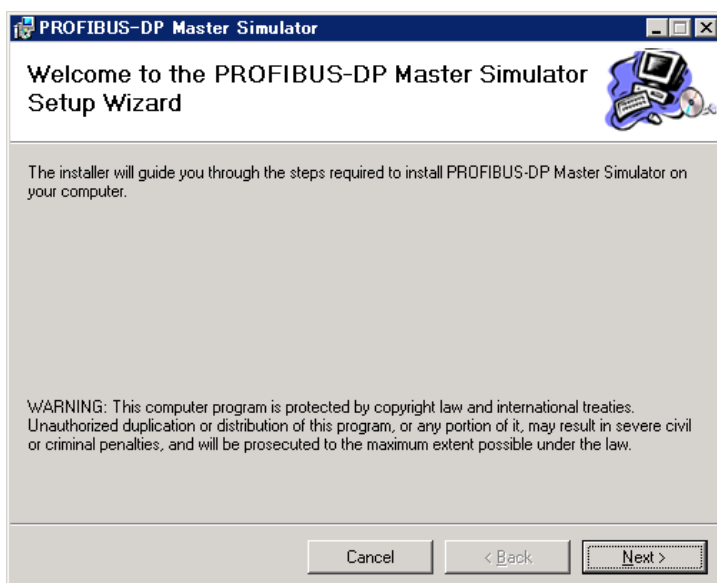 PROFIBUS-DP Master Simulator
Welcome to the PROFIBUS-DP Master Simulator
Setup Wizard
The installer will guide you through the steps required to install PROFIBUS-DP Master Simulator on
your computer.
WARNING: This computer program is protected by copyright law and international treaties.
Unauthorized duplication or distribution of this program, or any portion of it, may result in severe civil
or criminal penalties, and will be prosecuted to the maximum extent possible under the law.
Cancel
< Back
Next >